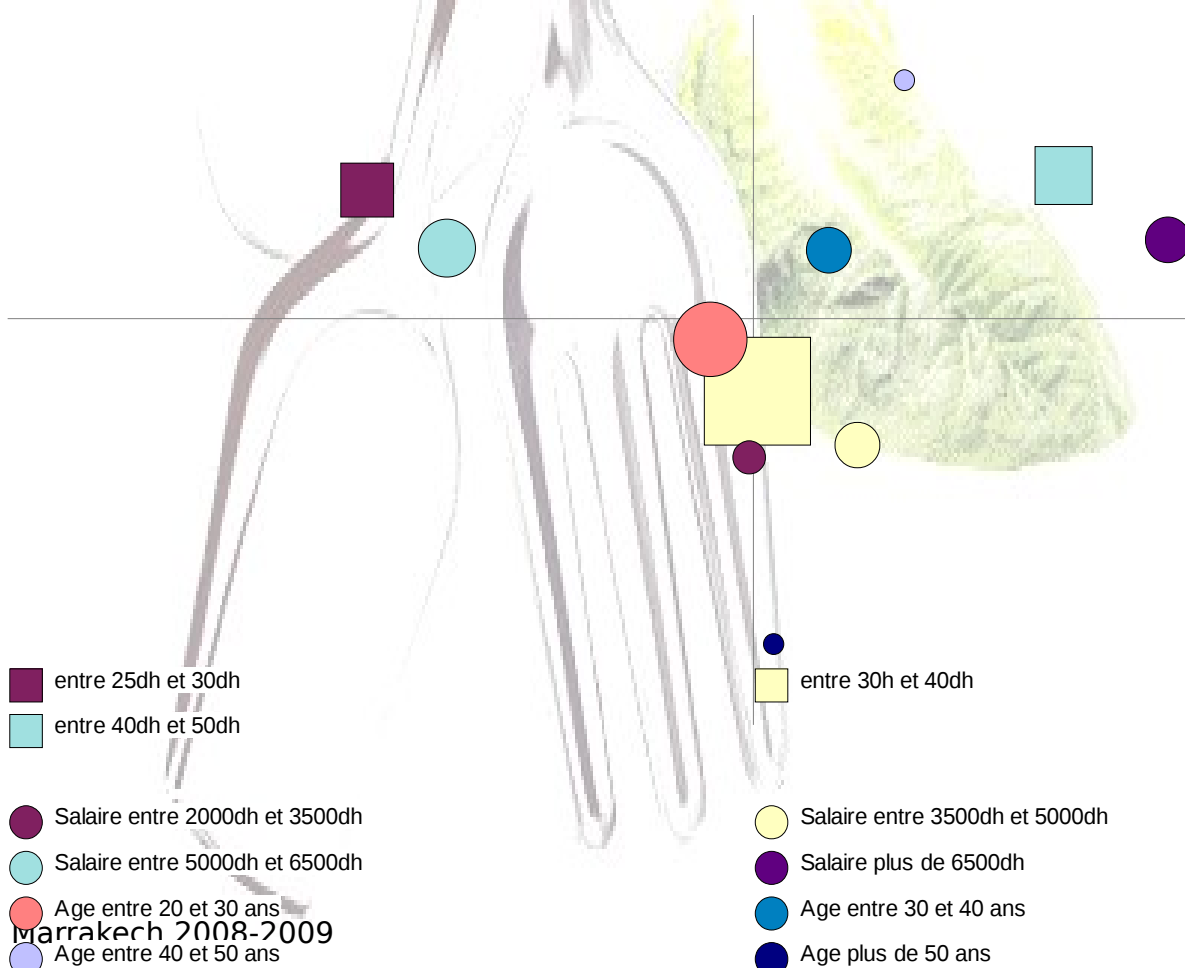 entre 25dh et 30dh
entre 30h et 40dh
entre 40dh et 50dh
Salaire entre 2000dh et 3500dh
Salaire entre 3500dh et 5000dh
Salaire entre 5000dh et 6500dh
Salaire plus de 6500dh
Age entre 20 et 30 ans
Age entre 30 et 40 ans
Marrakech 2008-2009
Age entre 40 et 50 ans
Age plus de 50 ans